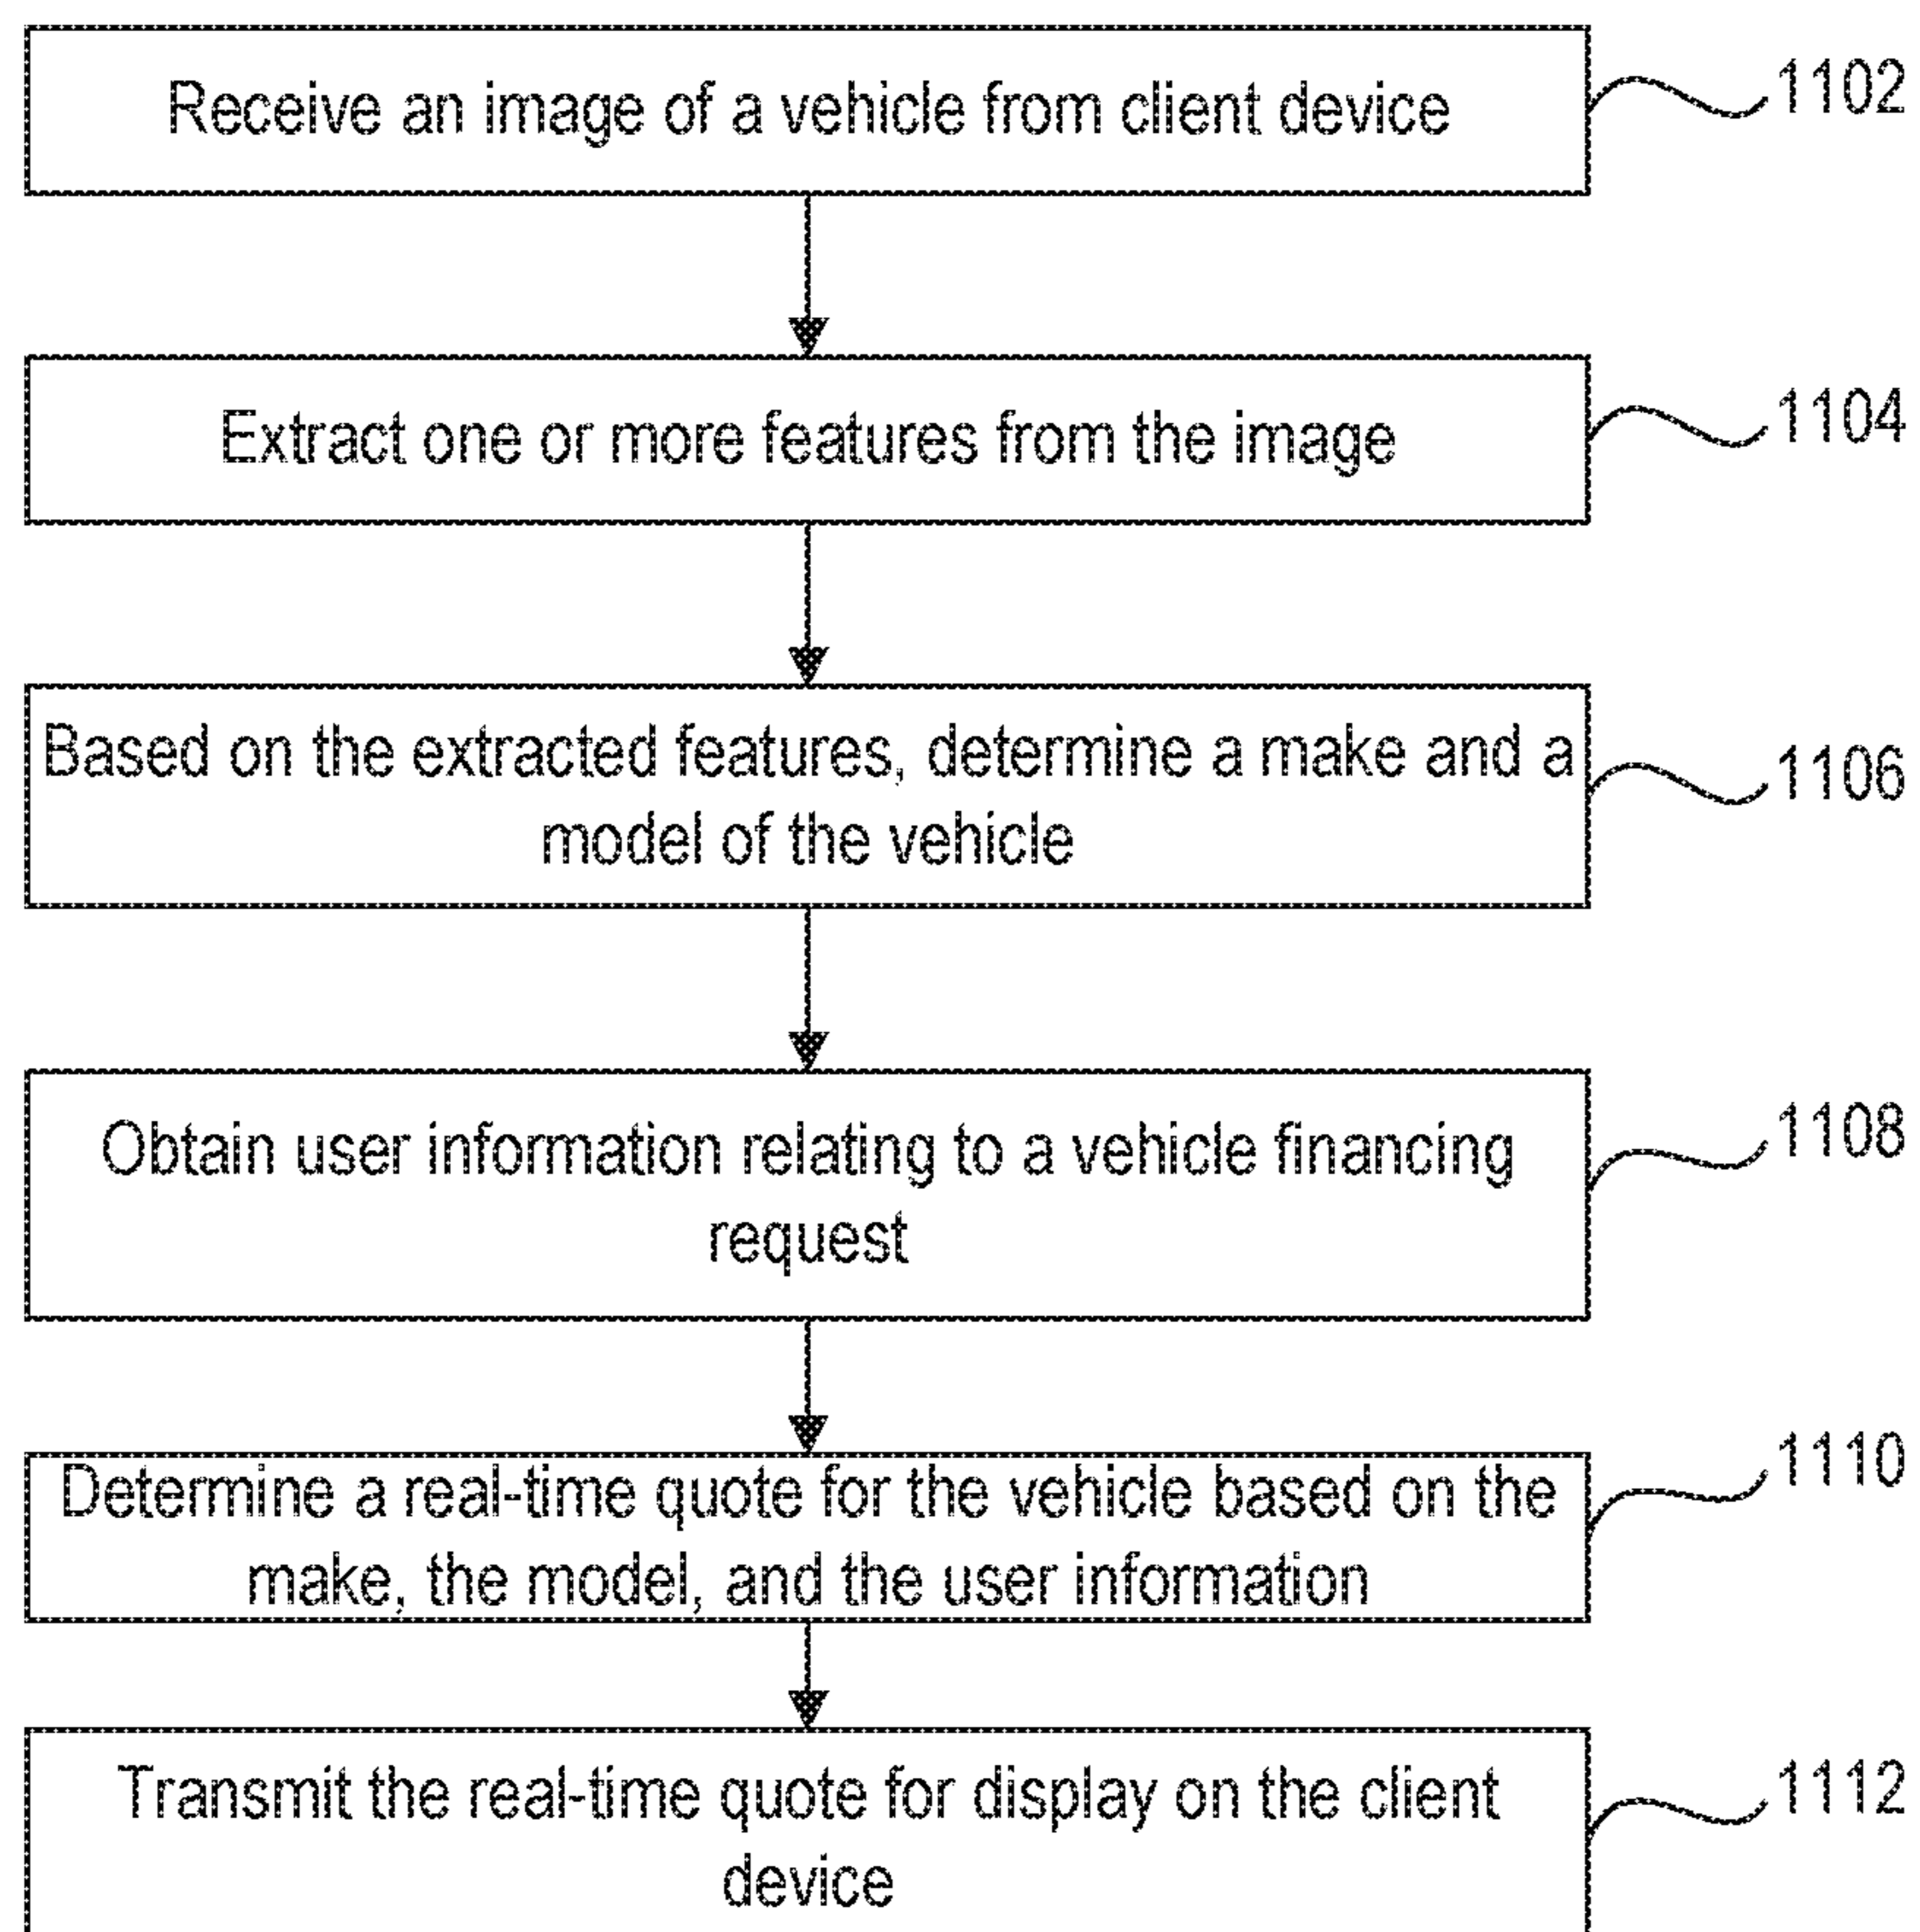 Receive an image of a vehicle from client device
1102
Extract one or more features from the image
1104
Based on the extracted features, determine a make and a
model of the vehicle
1106
Obtain user information relating to a vehicle financing
request
1108
Determine a real-time quote for the vehicle based on the
make, the model, and the user information
1110
Transmit the real-time quote for display on the client
device
1112